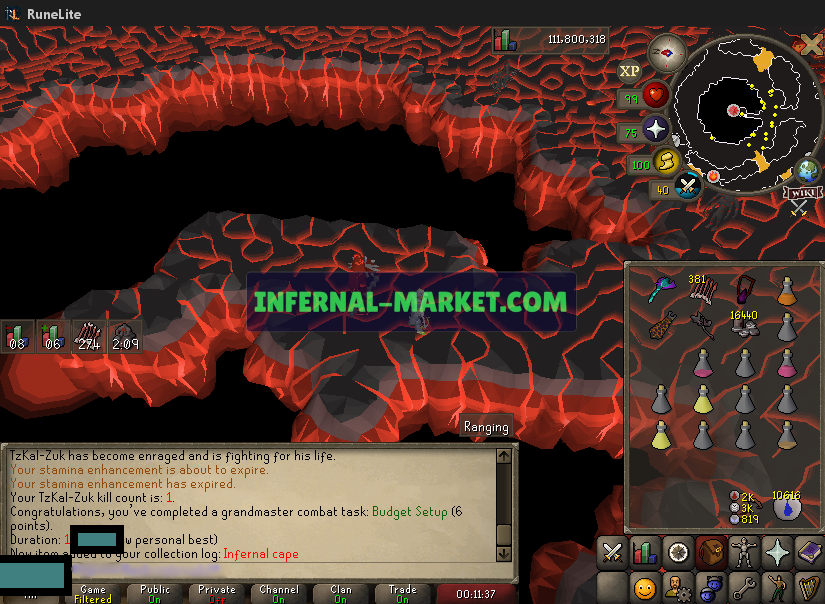 RuneLite
111,800,318
XP
99
75
100
WIKI
40
381
16440
INFERNAL-MARKET.COM
08
06
274
2:09
Ranging
TzKal-Zuk has become enraged and is fighting for his life.
Your stamina enhancement is about to expire.
Your stamina enhancement has expired.
Your TzKal-Zuk kill count is: 1.
Congratulations, you've completed a grandmaster combat task: Budget Setup (6
points).
Duration: 1 w personal best)
New item added to your collection log: Infernal cape
2k
3k
819
10616
Game
Filtered
Public
On
Private
Off
Channel
On
Clan
On
Trade
On
00:11:37